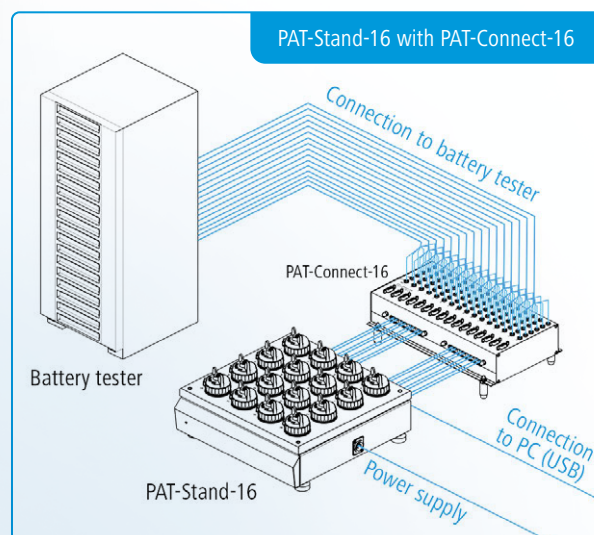 PAT-Stand-16 with PAT-Connect-16
Connection to battery tester
PAT-Connect-16
Battery tester
PAT-Stand-16
Power supply
Connection
to PC (USB)